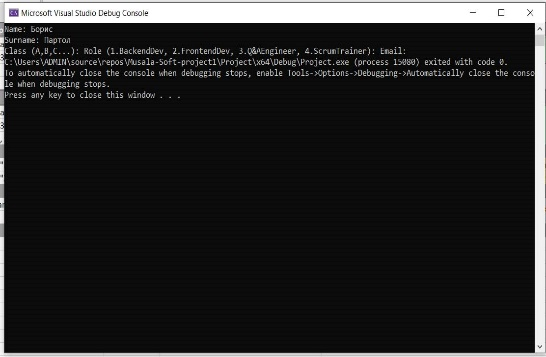 Microsoft Visual Studio Debug Console
Name: Борис
Surname: Партол
Class (A,B,C...): Role (1.BackendDev, 2.FrontendDev, 3.Q&AEngineer, 4.ScrumTrainer): Email:
C:\Users\ADMIN\source\repos\Musala-Soft-project1\Project\x64\Debug\Project.exe (process 15080) exited with code 0.
To automatically close the console when debugging stops, enable Tools->Options->Debugging->Automatically close the conso
le when debugging stops.
Press any key to close this window . . .